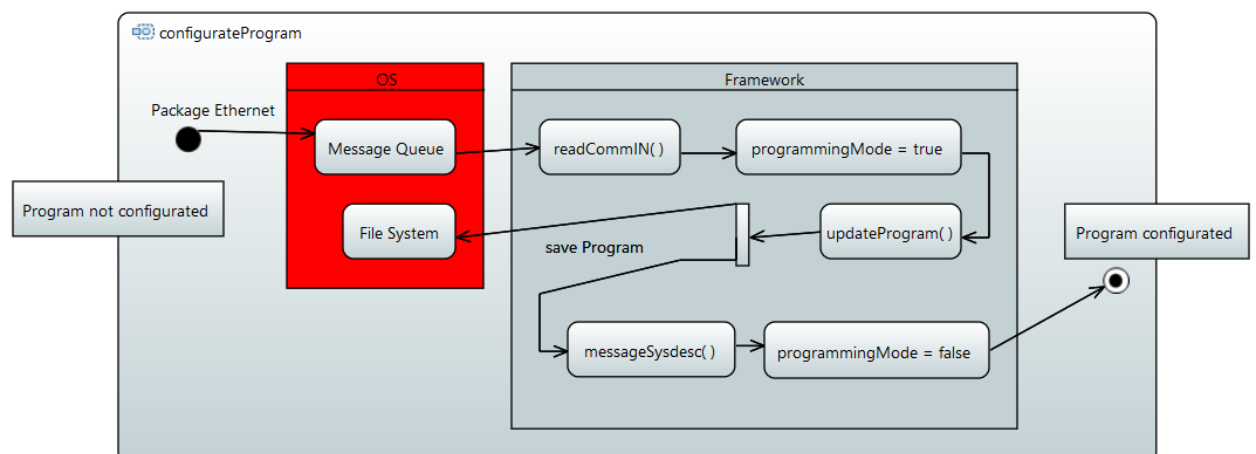 configurateProgram
OS
Framework
Package Ethernet
Message Queue
readCommIN( )
programmingMode = true
Program not configurated
File System
save Program
updateProgram( )
Program configurated
messageSysdesc( )
programmingMode = false